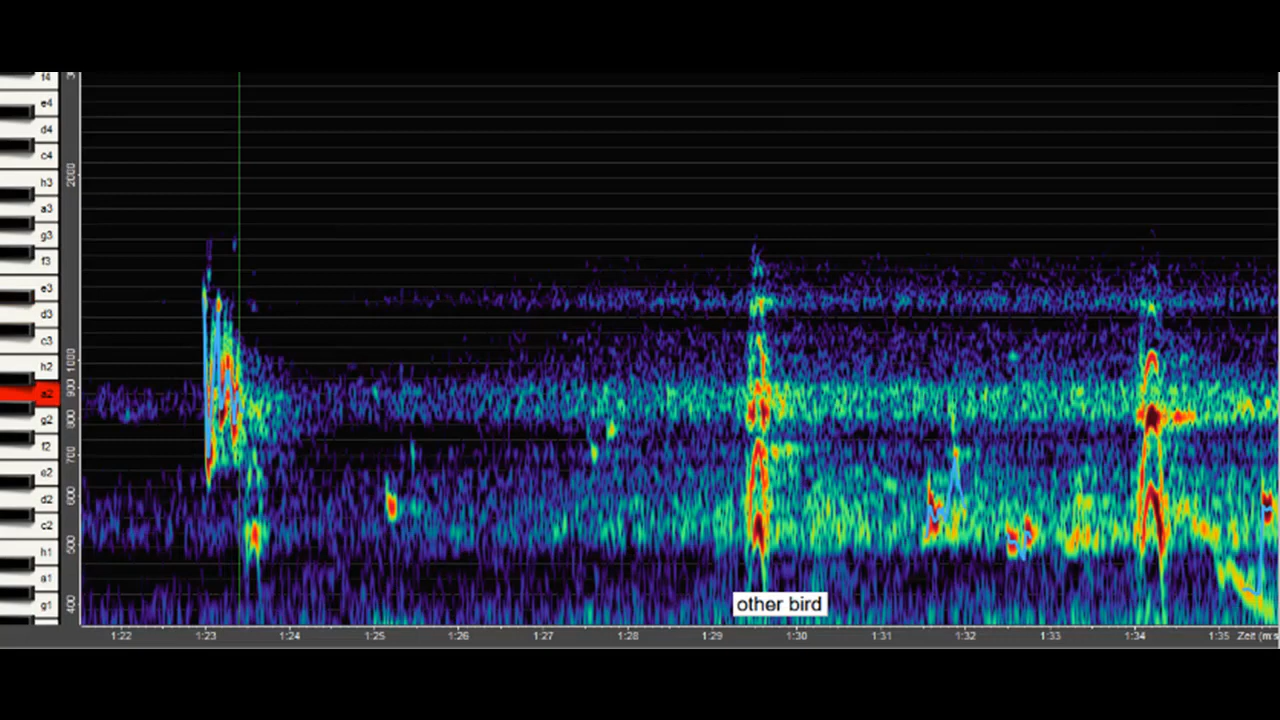 f4
e4
d4
c4
h3
a3
g3
f3
e3
d3
c3
h2
a2
g2
f2
e2
d2
c2
h1
a1
g1
2000
1000
900
800
700
600
500
400
other bird
1:22 1:23 1:24 1:25 1:26 1:27 1:28 1:29 1:30 1:31 1:32 1:33 1:34 1:35 Zeit (m:s